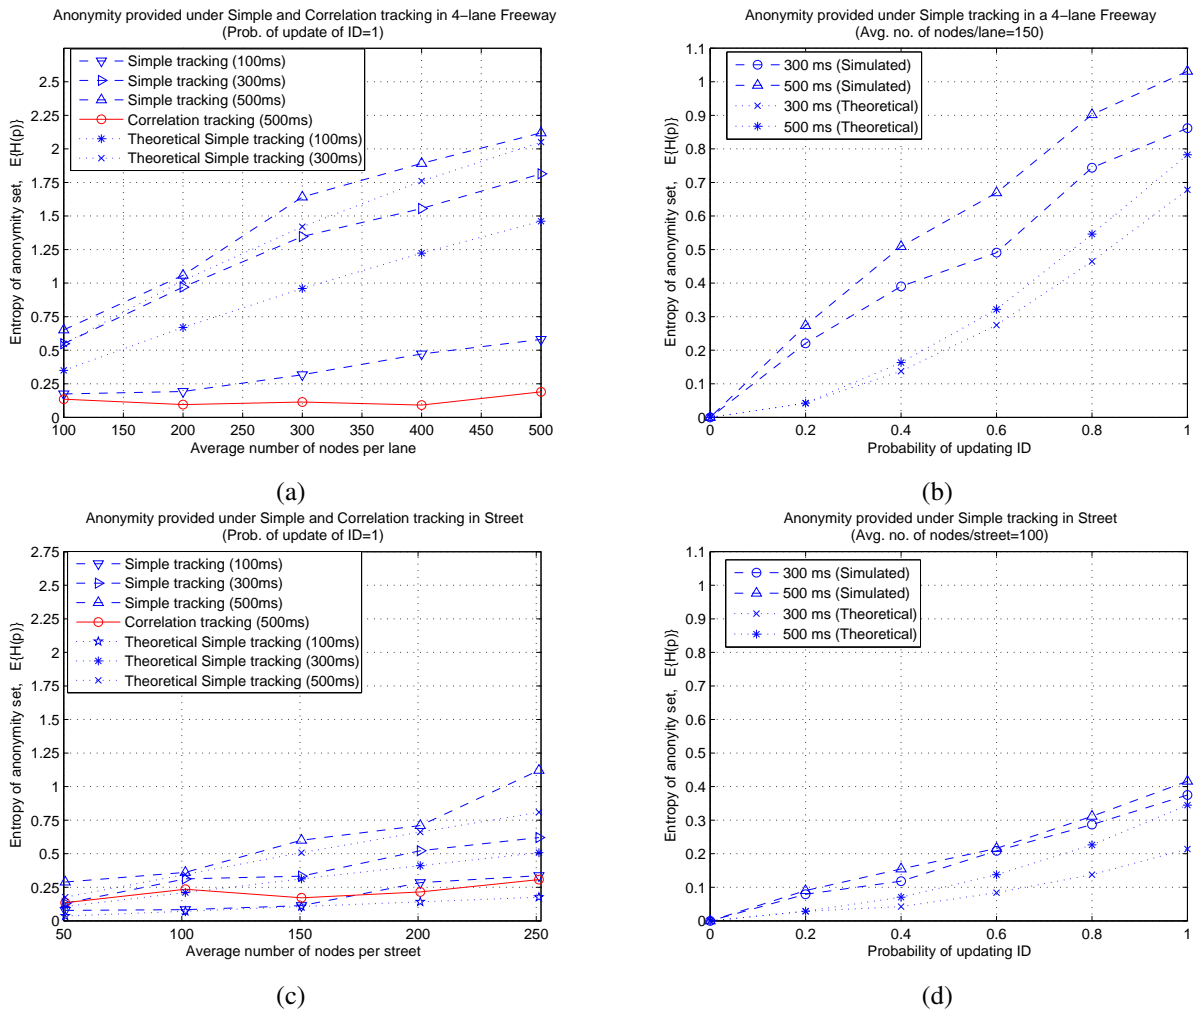 Anonymity provided under Simple and Correlation tracking in 4−lane Freeway
(Prob. of update of ID=1)
Entropy of anonymity set, E{H(p)}
2.5
2.25
2
1.75
1.5
1.25
1
0.75
0.5
0.25
0
Simple tracking (100ms)
Simple tracking (300ms)
Simple tracking (500ms)
Correlation tracking (500ms)
Theoretical Simple tracking (100ms)
Theoretical Simple tracking (300ms)
100 150 200 250 300 350 400 450 500
Average number of nodes per lane
(a)
Anonymity provided under Simple tracking in a 4−lane Freeway
(Avg. no. of nodes/lane=150)
Entropy of anonymity set, E{H(p)}
1.1
1
0.9
0.8
0.7
0.6
0.5
0.4
0.3
0.2
0.1
0
300 ms (Simulated)
500 ms (Simulated)
300 ms (Theoretical)
500 ms (Theoretical)
0 0.2 0.4 0.6 0.8 1
Probability of updating ID
(b)
Anonymity provided under Simple and Correlation tracking in Street
(Prob. of update of ID=1)
Entropy of anonymity set, E{H(p)}
2.75
2.5
2.25
2
1.75
1.5
1.25
1
0.75
0.5
0.25
0
Simple tracking (100ms)
Simple tracking (300ms)
Simple tracking (500ms)
Correlation tracking (500ms)
Theoretical Simple tracking (100ms)
Theoretical Simple tracking (300ms)
Theoretical Simple tracking (500ms)
50 100 150 200 250
Average number of nodes per street
(c)
Anonymity provided under Simple tracking in Street
(Avg. no. of nodes/street=100)
Entropy of anonyity set, E{H(p)}
1.1
1
0.9
0.8
0.7
0.6
0.5
0.4
0.3
0.2
0.1
0
300 ms (Simulated)
500 ms (Simulated)
300 ms (Theoretical)
500 ms (Theoretical)
0 0.2 0.4 0.6 0.8 1
Probability of updating ID
(d)